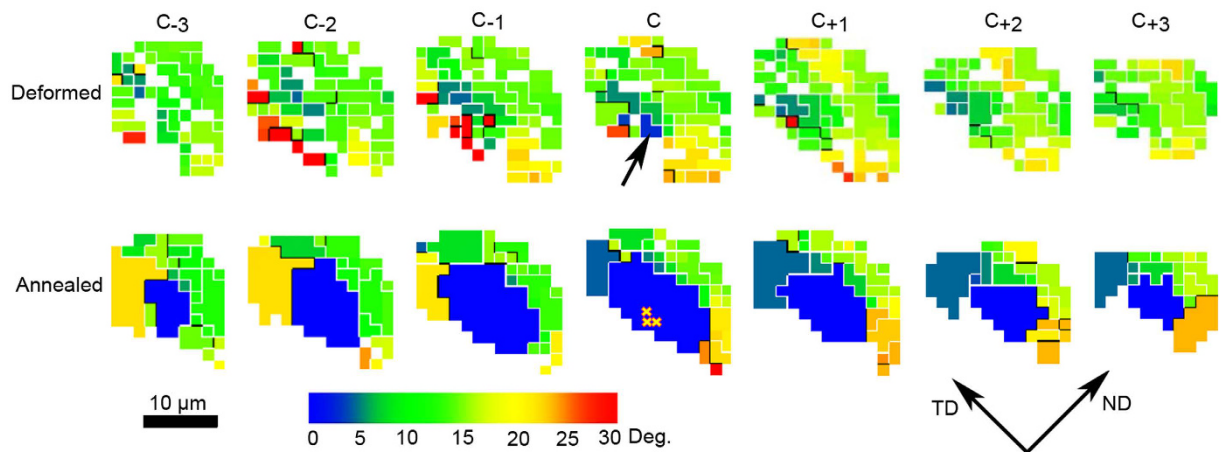 C-3 C-2 C-1 C C+1 C+2 C+3
Deformed
Annealed
10 μm
0 5 10 15 20 25 30 Deg.
TD ND